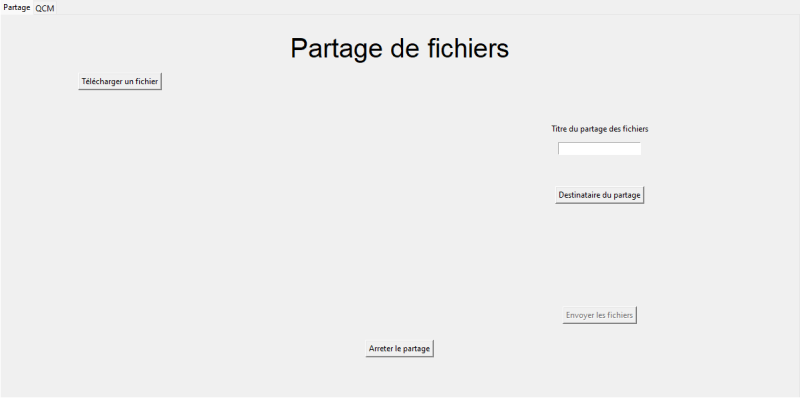 Partage
QCM
Partage de fichiers
Télécharger un fichier
Titre du partage des fichiers
Destinataire du partage
Envoyer les fichiers
Arreter le partage